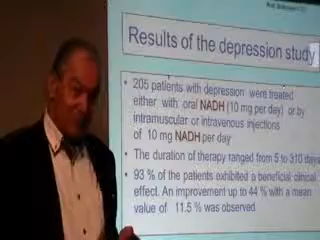 Results of the depression study
• 205 patients with depression were treated
either with oral NADH (10 mg per day) or by
intramuscular or intravenous injections
of 10 mg NADH per day
• The duration of therapy ranged from 5 to 310 days
• 93 % of the patients exhibited a beneficial clinical
effect. An improvement up to 44 % with a mean
value of 11.5 % was observed